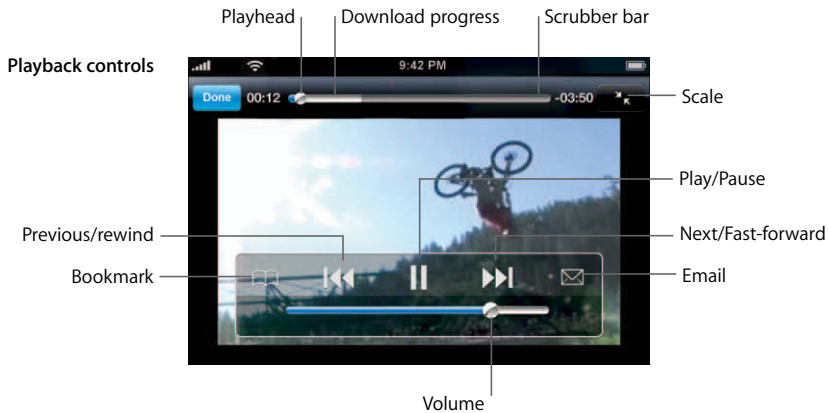 Playhead
Download progress
Scrubber bar
Playback controls
9:42 PM
Done
00:12
-03:50
Scale
Play/Pause
Previous/rewind
Next/Fast-forward
Bookmark
Email
Volume